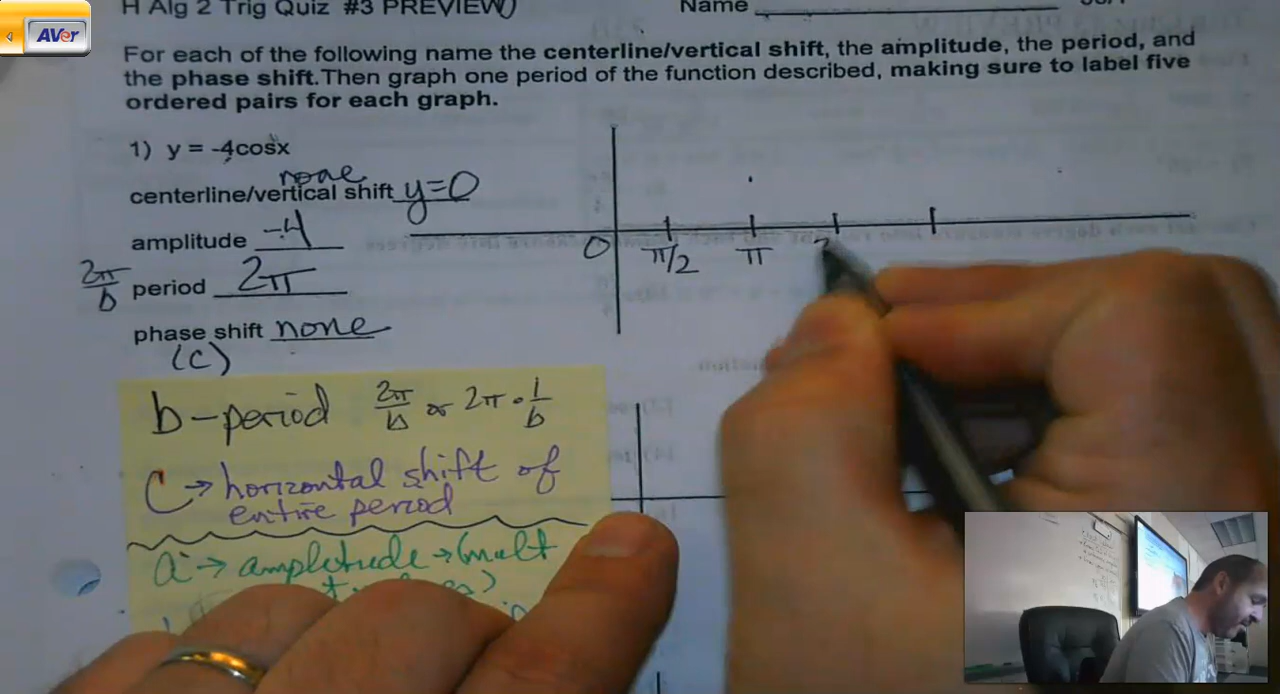 AVer
H Alg 2 Trig Quiz #3 PREVIEW
Name
For each of the following name the centerline/vertical shift, the amplitude, the period, and
the phase shift.Then graph one period of the function described, making sure to label five
ordered pairs for each graph.
1) y = -4cosx
none
centerline/vertical shift y=0
amplitude -4
2π/b period 2π
phase shift none
(c)
0 π/2 π
b-period 2π/b or 2π · 1/b
C → horizontal shift of
entire period
a → amplitude → (mult